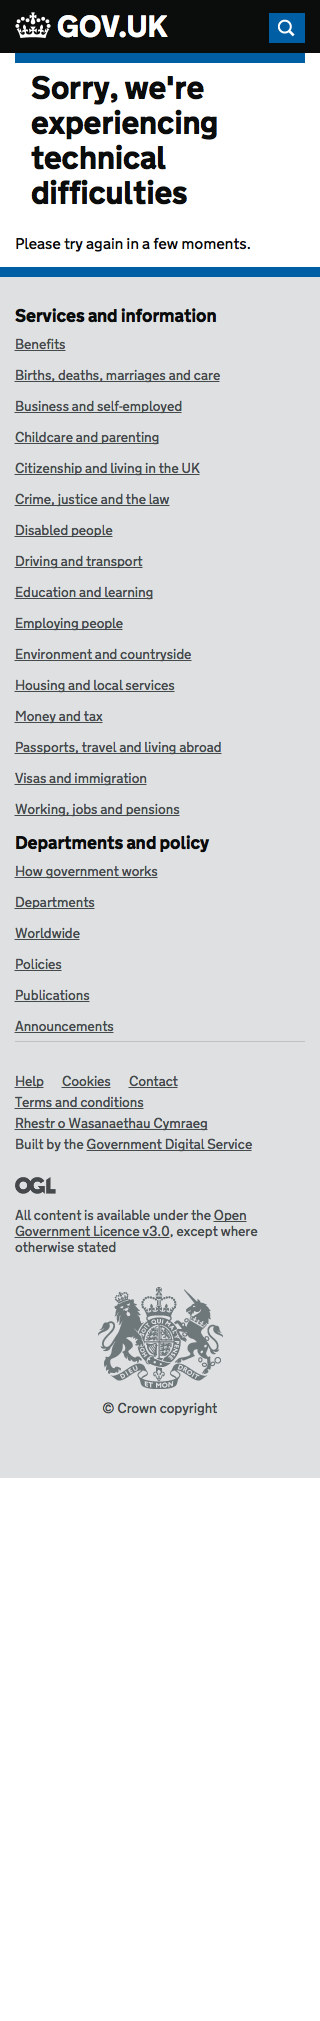 GOV.UK
Sorry, we're
experiencing
technical
difficulties
Please try again in a few moments.
Services and information
Benefits
Births, deaths, marriages and care
Business and self-employed
Childcare and parenting
Citizenship and living in the UK
Crime, justice and the law
Disabled people
Driving and transport
Education and learning
Employing people
Environment and countryside
Housing and local services
Money and tax
Passports, travel and living abroad
Visas and immigration
Working, jobs and pensions
Departments and policy
How government works
Departments
Worldwide
Policies
Publications
Announcements
Help Cookies Contact
Terms and conditions
Rhestr o Wasanaethau Cymraeg
Built by the Government Digital Service
OGL
All content is available under the Open
Government Licence v3.0, except where
otherwise stated
DIEU ET MON DROIT
© Crown copyright